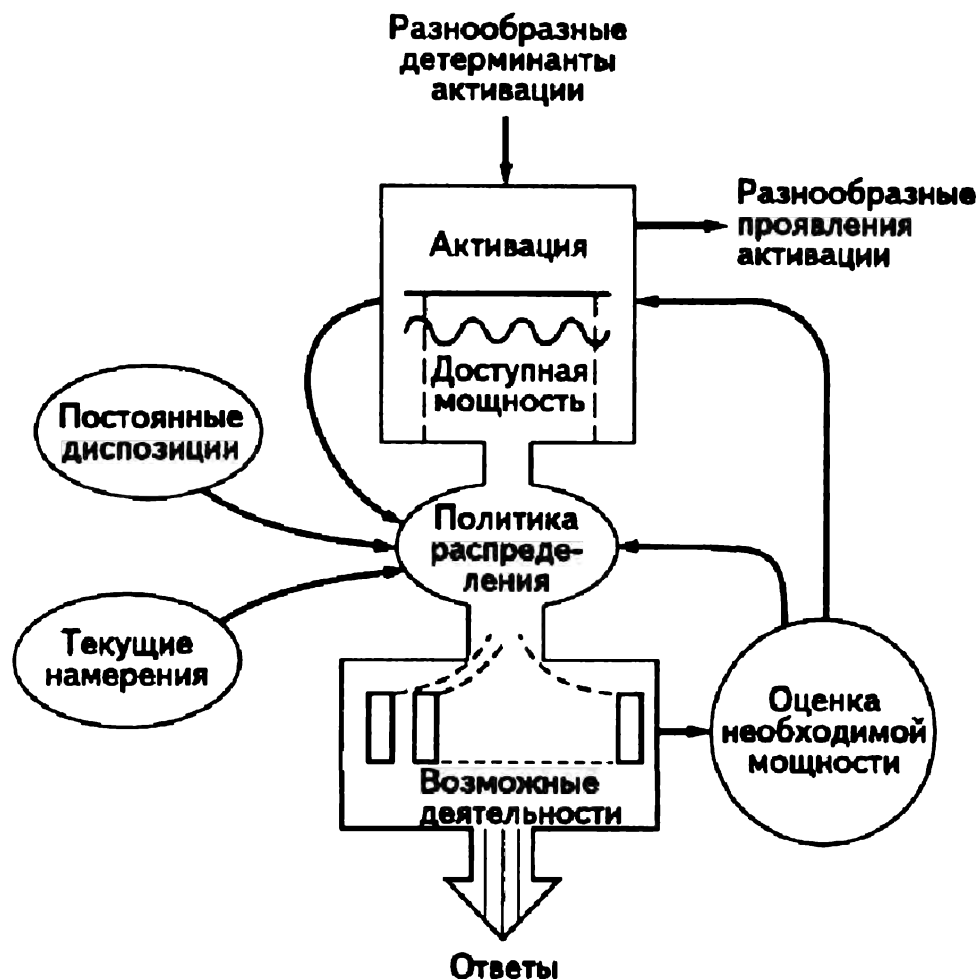 Разнообразные
детерминанты
активации
Разнообразные
проявления
активации
Активация
Доступная
мощность
Постоянные
диспозиции
Политика
распреде-
ления
Текущие
намерения
Оценка
необходимой
мощности
Возможные
деятельности
Ответы